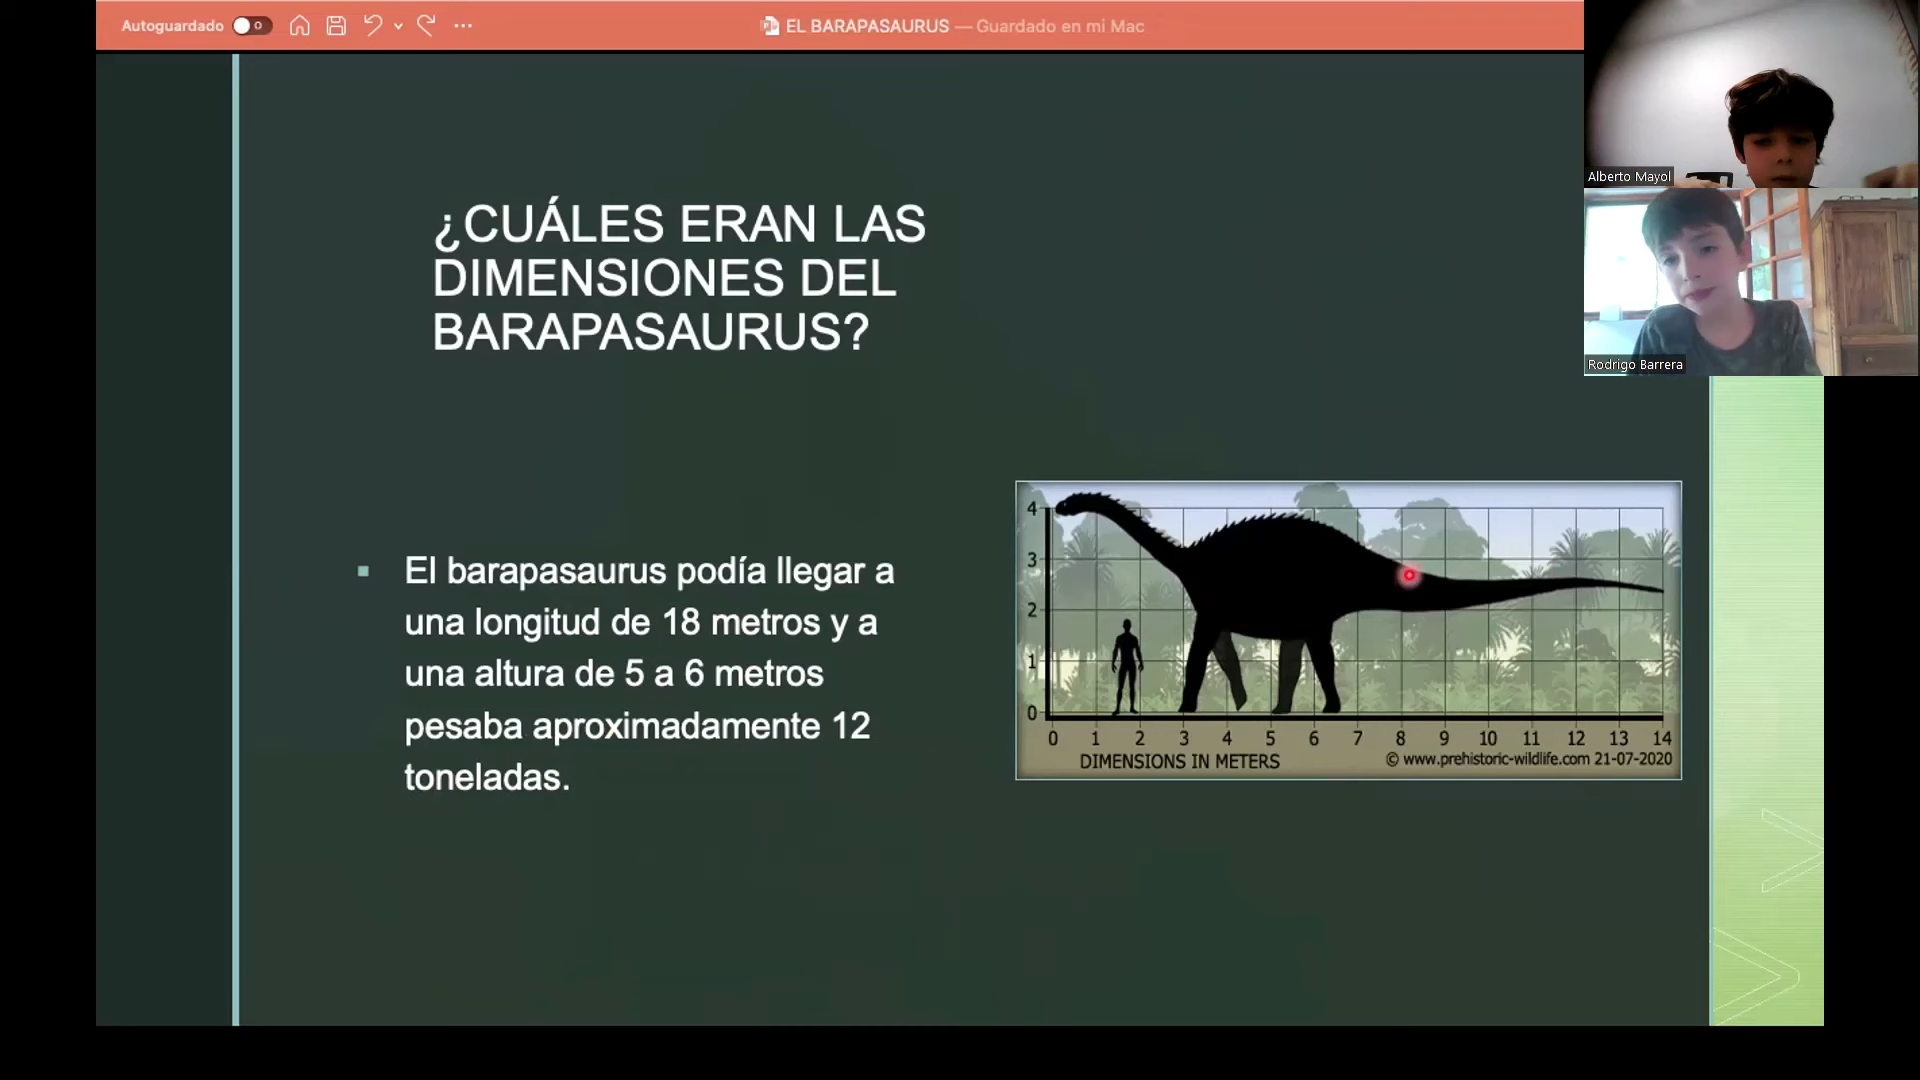 Autoguardado
EL BARAPASAURUS — Guardado en mi Mac
Alberto Mayol
Rodrigo Barrera
¿CUÁLES ERAN LAS
DIMENSIONES DEL
BARAPASAURUS?
El barapasaurus podía llegar a
una longitud de 18 metros y a
una altura de 5 a 6 metros
pesaba aproximadamente 12
toneladas.
4
3
2
1
0
0 1 2 3 4 5 6 7 8 9 10 11 12 13 14
DIMENSIONS IN METERS
© www.prehistoric-wildlife.com 21-07-2020